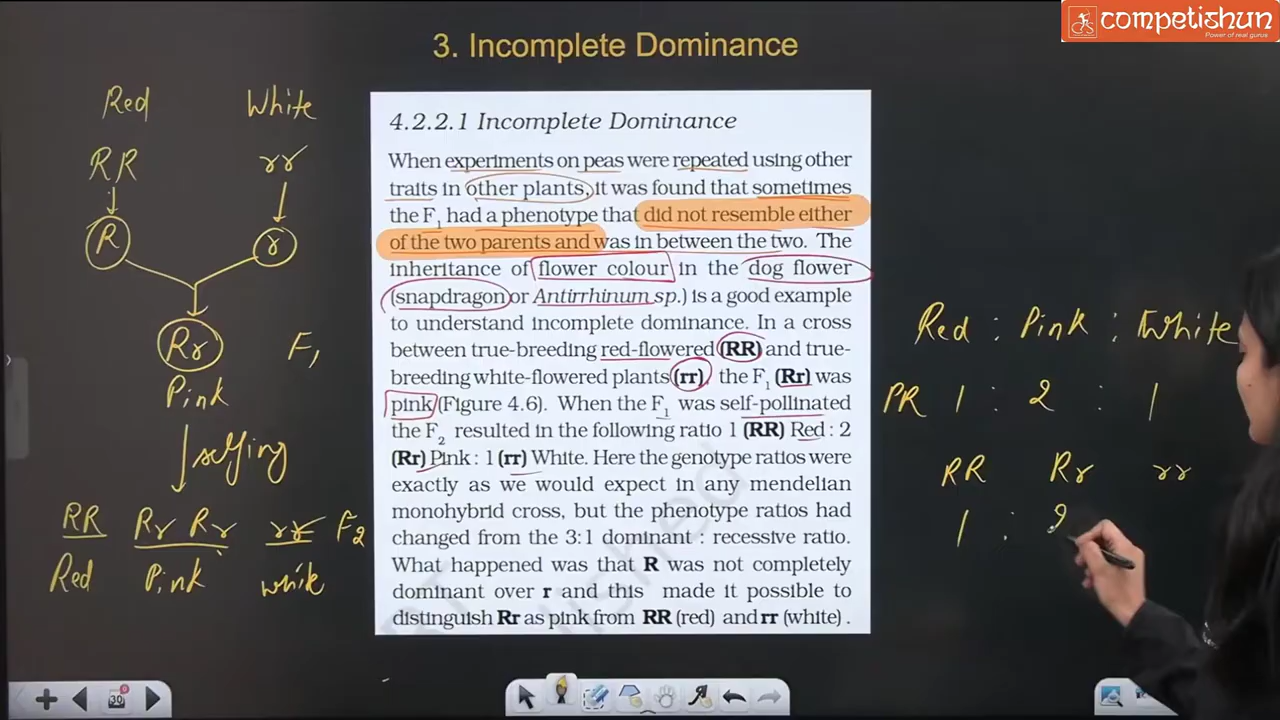 competishun
Power of real gurus
3. Incomplete Dominance
Red White
RR rr
R r
Rr F1
Pink
selfing
RR Rr Rr rr F2
Red Pink white
4.2.2.1 Incomplete Dominance
When experiments on peas were repeated using other
traits in other plants, it was found that sometimes
the F1 had a phenotype that did not resemble either
of the two parents and was in between the two. The
inheritance of flower colour in the dog flower
(snapdragon or Antirrhinum sp.) is a good example
to understand incomplete dominance. In a cross
between true-breeding red-flowered (RR) and true-
breeding white-flowered plants (rr), the F1 (Rr) was
pink (Figure 4.6). When the F1 was self-pollinated
the F2 resulted in the following ratio 1 (RR) Red : 2
(Rr) Pink : 1 (rr) White. Here the genotype ratios were
exactly as we would expect in any mendelian
monohybrid cross, but the phenotype ratios had
changed from the 3:1 dominant : recessive ratio.
What happened was that R was not completely
dominant over r and this made it possible to
distinguish Rr as pink from RR (red) and rr (white) .
Red : Pink : White
PR 1 : 2 : 1
RR Rr rr
1 : 2
30